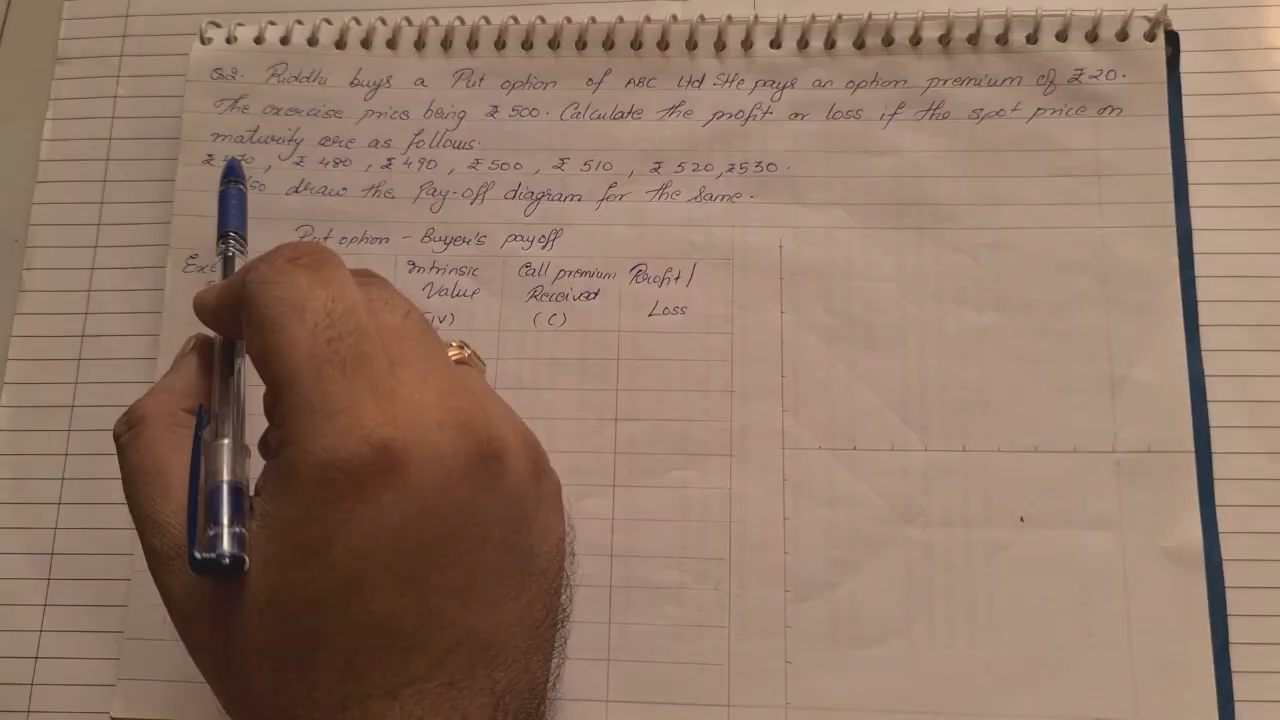 Q2. Riddhi buys a Put option of ABC Ltd. She pays an option premium of ₹20.
The exercise price being ₹500. Calculate the profit or loss if the spot price on
maturity are as follows.
₹ 480, ₹490, ₹500, ₹ 510, ₹ 520, ₹530.
draw the Pay-off diagram for the same.
Put option - Buyer's payoff
Intrinsic Value
Call premium Received (C)
Profit/ Loss